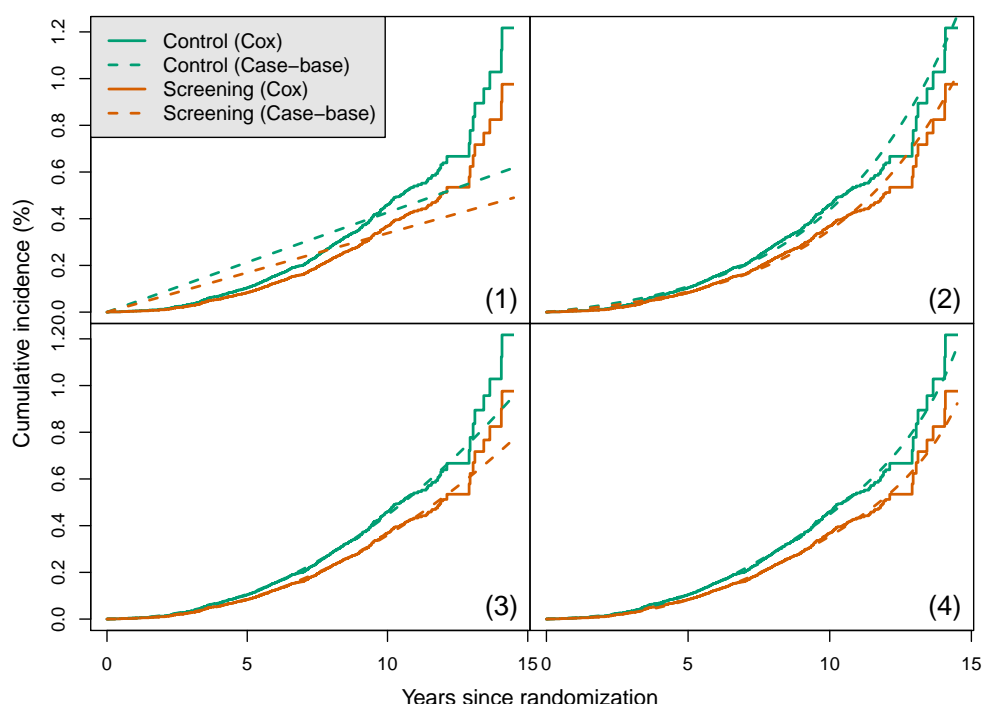 Control (Cox)
Control (Case−base)
Screening (Cox)
Screening (Case−base)
1.2
1.0
0.8
0.6
0.4
0.2
0.0
(1)
(2)
1.2
1.0
0.8
0.6
0.4
0.2
0.0
(3)
(4)
Cumulative incidence (%)
0 5 10 15
0 5 10 15
Years since randomization